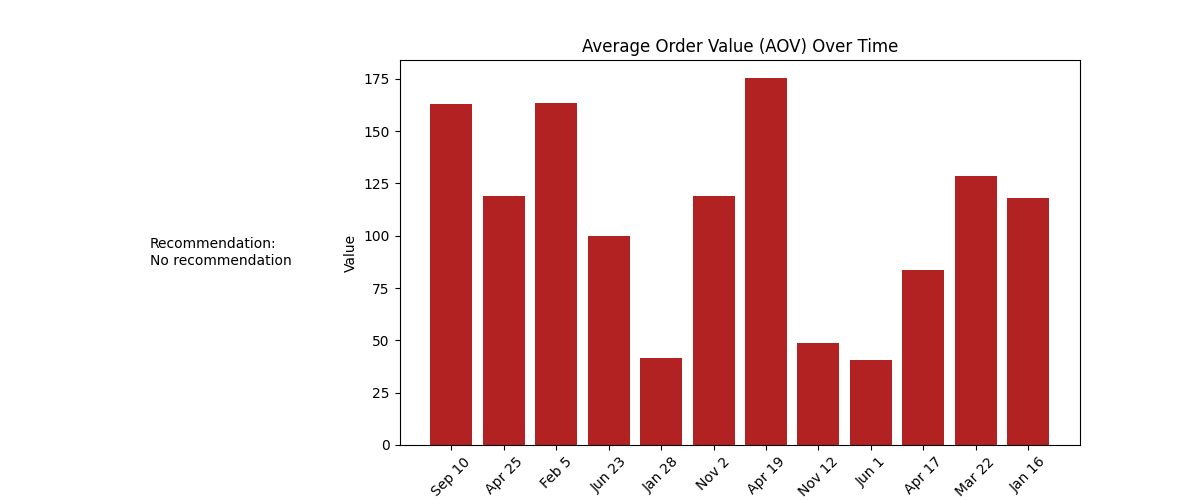 Average Order Value (AOV) Over Time
Recommendation:
No recommendation
Value
175
150
125
100
75
50
25
0
Sep 10
Apr 25
Feb 5
Jun 23
Jan 28
Nov 2
Apr 19
Nov 12
Jun 1
Apr 17
Mar 22
Jan 16